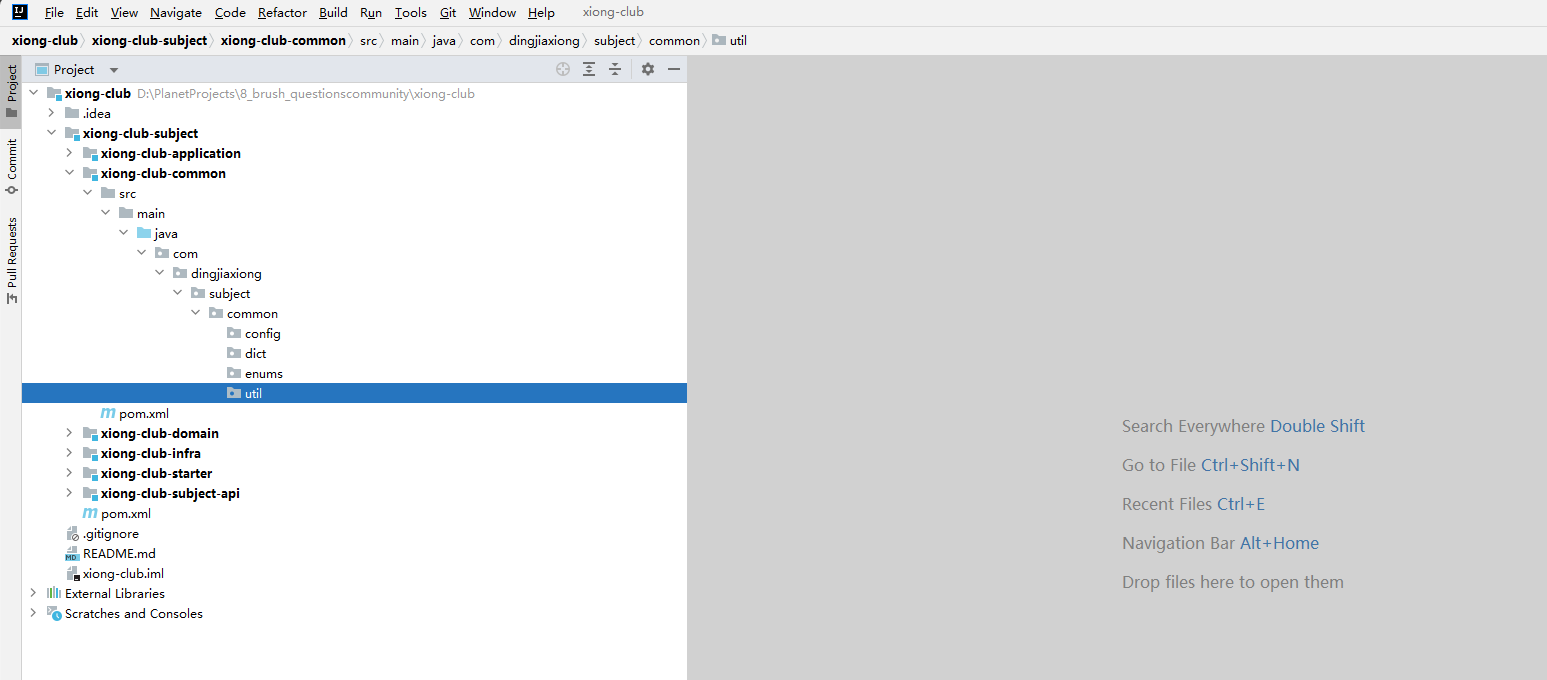 File Edit View Navigate Code Refactor Build Run Tools Git Window Help xiong-club
xiong-club xiong-club-subject xiong-club-common src main java com dingjiaxiong subject common util
Project
Commit
Pull Requests
Project
xiong-club D:\PlanetProjects\8_brush_questionscommunity\xiong-club
.idea
xiong-club-subject
xiong-club-application
xiong-club-common
src
main
java
com
dingjiaxiong
subject
common
config
dict
enums
util
pom.xml
xiong-club-domain
xiong-club-infra
xiong-club-starter
xiong-club-subject-api
pom.xml
.gitignore
README.md
xiong-club.iml
External Libraries
Scratches and Consoles
Search Everywhere Double Shift
Go to File Ctrl+Shift+N
Recent Files Ctrl+E
Navigation Bar Alt+Home
Drop files here to open them